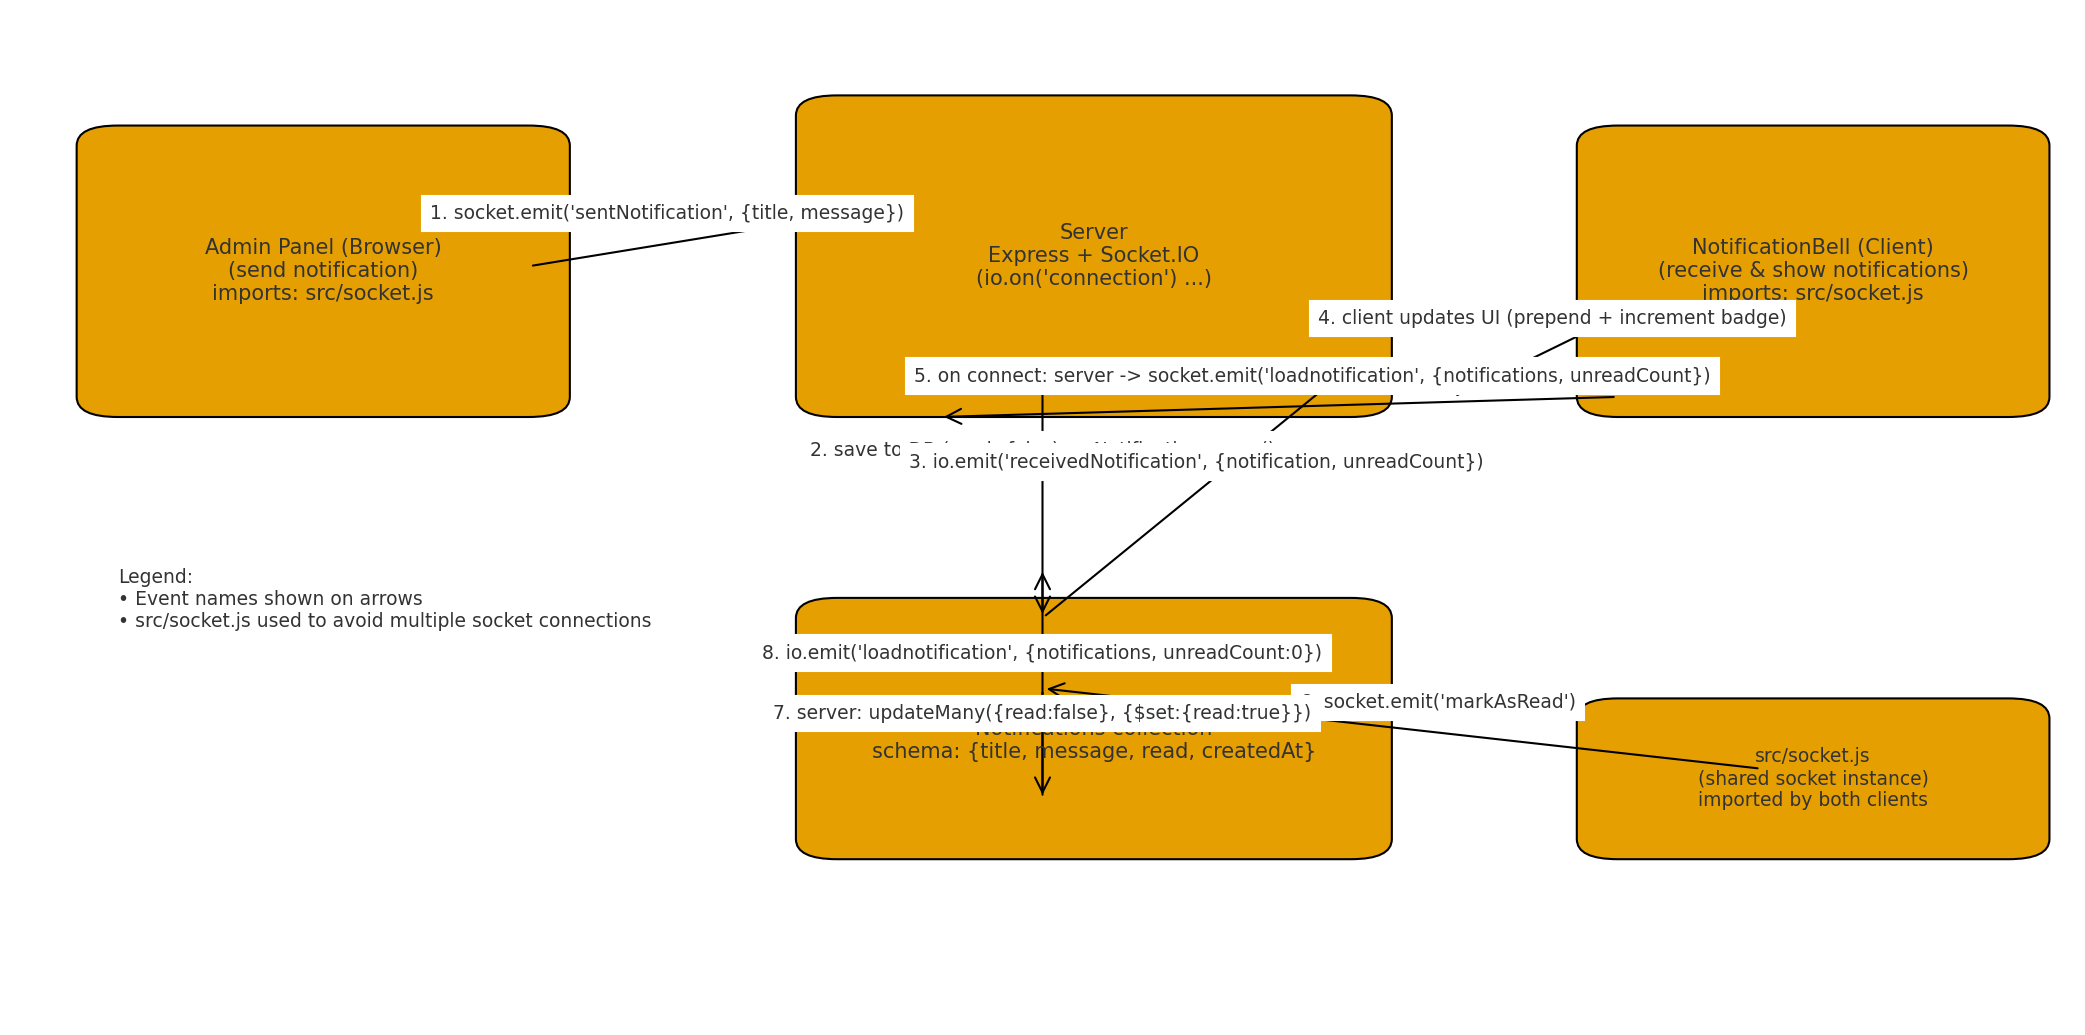 1. socket.emit('sentNotification', {title, message})
Admin Panel (Browser)
(send notification)
imports: src/socket.js
Server
Express + Socket.IO
(io.on('connection') ...)
NotificationBell (Client)
(receive & show notifications)
imports: src/socket.js
4. client updates UI (prepend + increment badge)
5. on connect: server -> socket.emit('loadnotification', {notifications, unreadCount})
2. save to
3. io.emit('receivedNotification', {notification, unreadCount})
Legend:
• Event names shown on arrows
• src/socket.js used to avoid multiple socket connections
8. io.emit('loadnotification', {notifications, unreadCount:0})
socket.emit('markAsRead')
7. server: updateMany({read:false}, {$set:{read:true}})
Notifications collection
schema: {title, message, read, createdAt}
src/socket.js
(shared socket instance)
imported by both clients